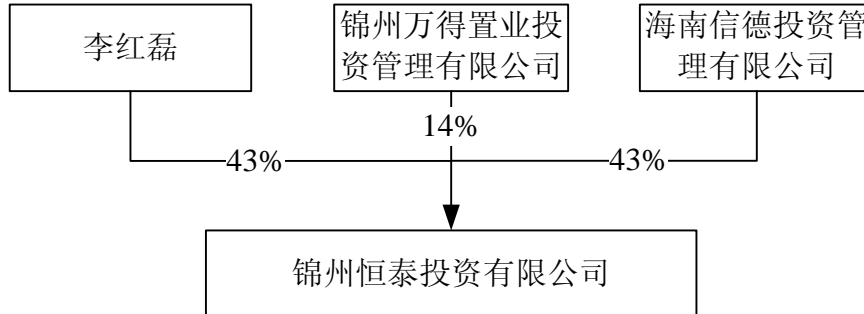 李红磊
锦州万得置业投
资管理有限公司
海南信德投资管
理有限公司
14%
43%
43%
锦州恒泰投资有限公司